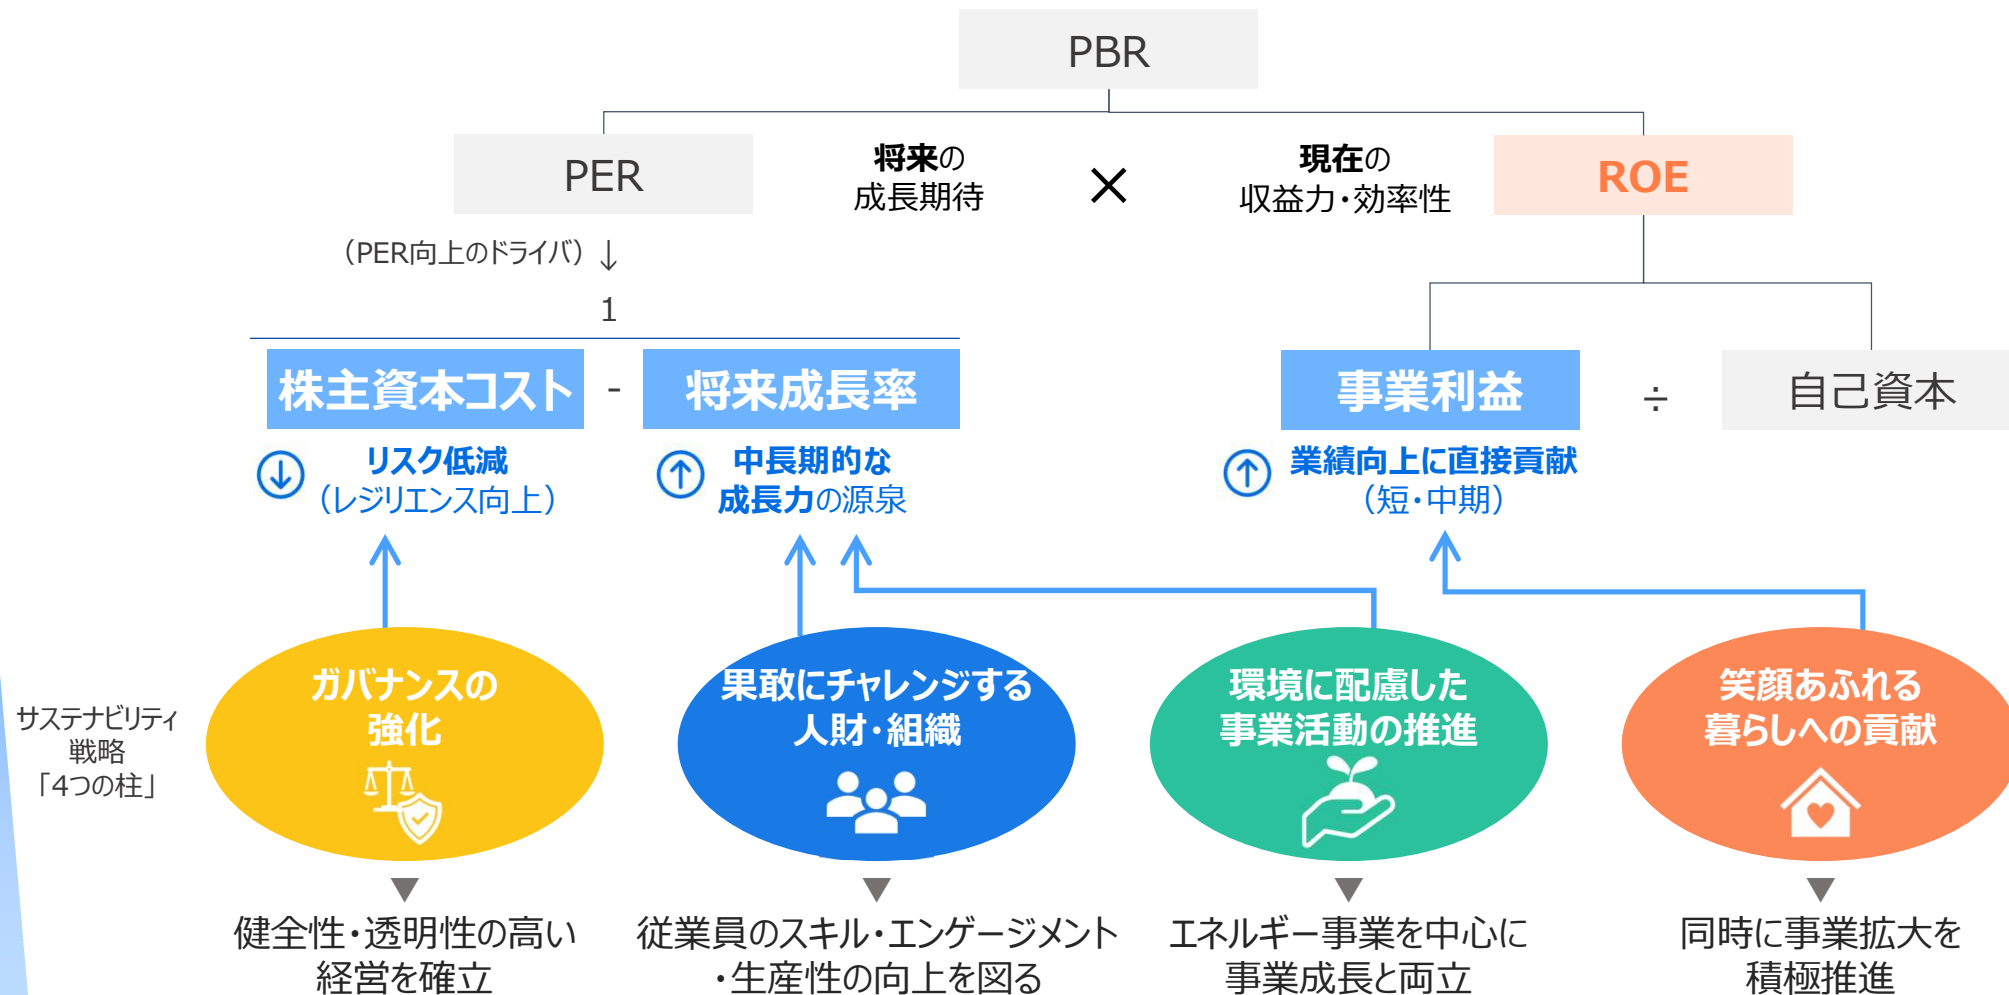 PBR
PER
将来の
成長期待
×
現在の
収益力・効率性
ROE
（PER向上のドライバ）↓
1
株主資本コスト
-
将来成長率
事業利益
÷
自己資本
リスク低減
（レジリエンス向上）
中長期的な
成長力の源泉
業績向上に直接貢献
（短・中期）
サステナビリティ
戦略
「4つの柱」
ガバナンスの
強化
果敢にチャレンジする
人財・組織
環境に配慮した
事業活動の推進
笑顔あふれる
暮らしへの貢献
健全性・透明性の高い
経営を確立
従業員のスキル・エンゲージメント
・生産性の向上を図る
エネルギー事業を中心に
事業成長と両立
同時に事業拡大を
積極推進